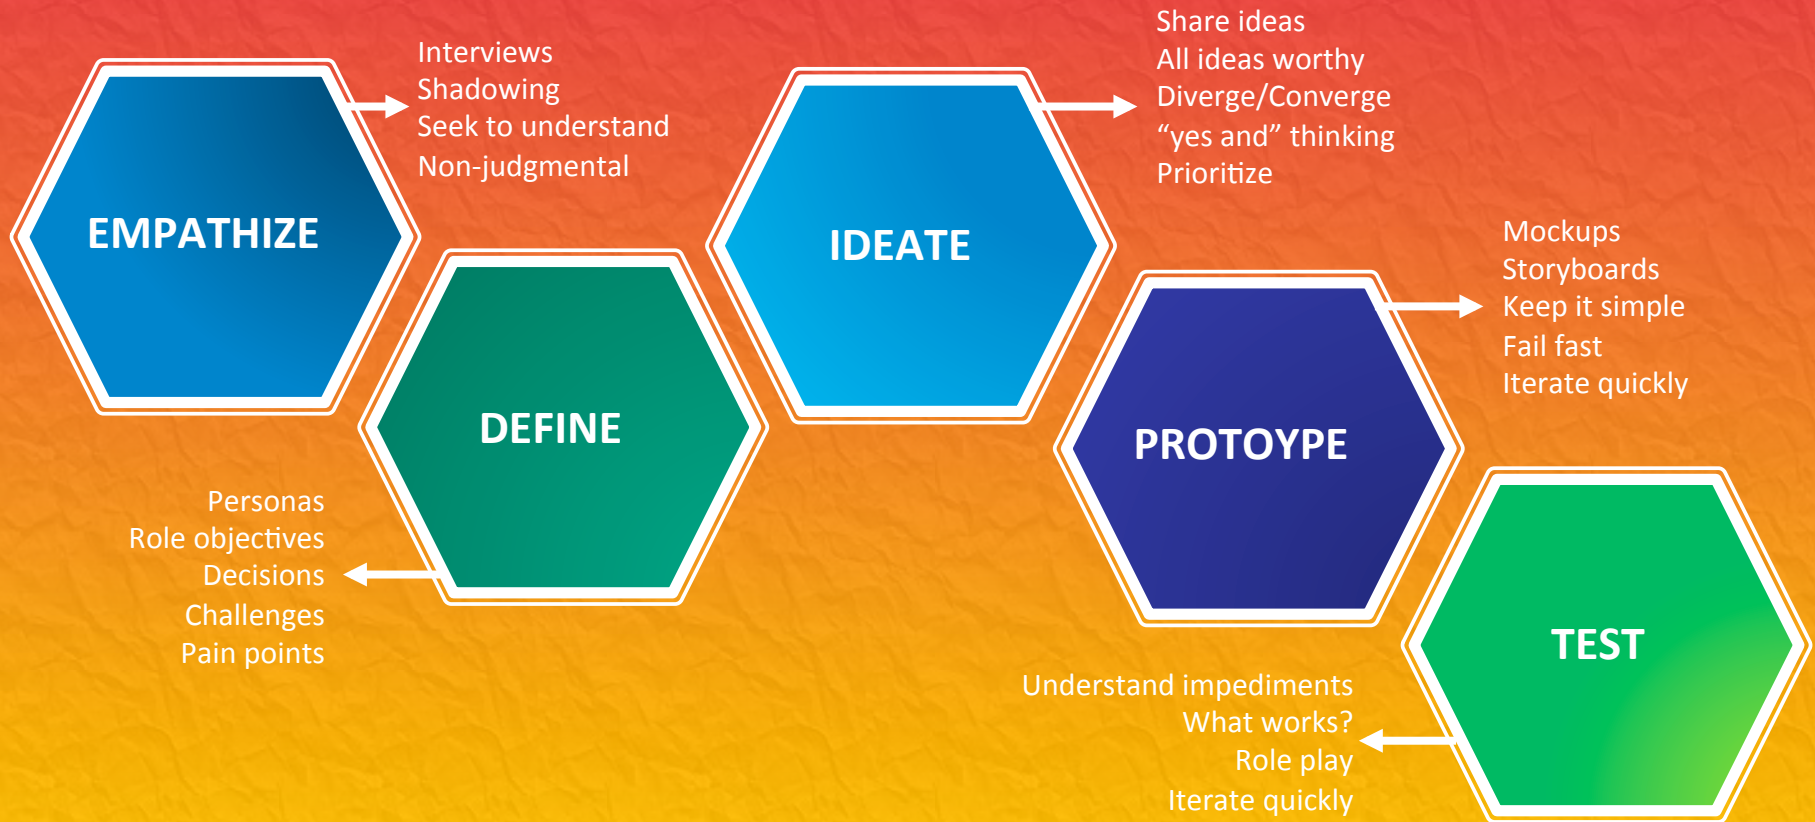 EMPATHIZE
Interviews
Shadowing
Seek to understand
Non-judgmental
DEFINE
Personas
Role objectives
Decisions
Challenges
Pain points
IDEATE
Share ideas
All ideas worthy
Diverge/Converge
“yes and” thinking
Prioritize
PROTOYPE
Mockups
Storyboards
Keep it simple
Fail fast
Iterate quickly
TEST
Understand impediments
What works?
Role play
Iterate quickly